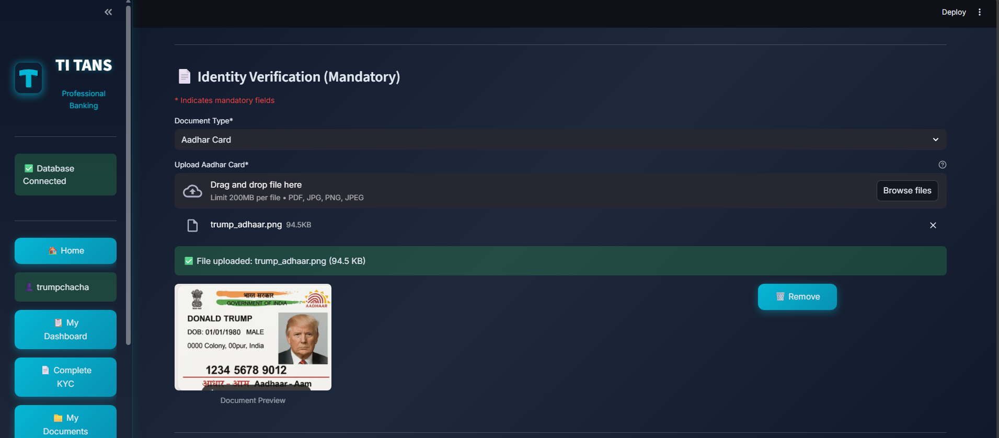 Deploy
TI TANS
Professional
Banking
Database
Connected
Home
trumpchacha
My
Dashboard
Complete
KYC
My
Documents
Identity Verification (Mandatory)
* Indicates mandatory fields
Document Type*
Aadhar Card
Upload Aadhar Card*
Drag and drop file here
Limit 200MB per file • PDF, JPG, PNG, JPEG
Browse files
trump_adhaar.png 94.5KB
File uploaded: trump_adhaar.png (94.5 KB)
Remove
भारत सरकार
GOVERNMENT OF INDIA
AADHAAR
DONALD TRUMP
DOB: 01/01/1980 MALE
0000 Colony, 00pur, India
1234 5678 9012
आधार - आम Aadhaar - Aam
Document Preview